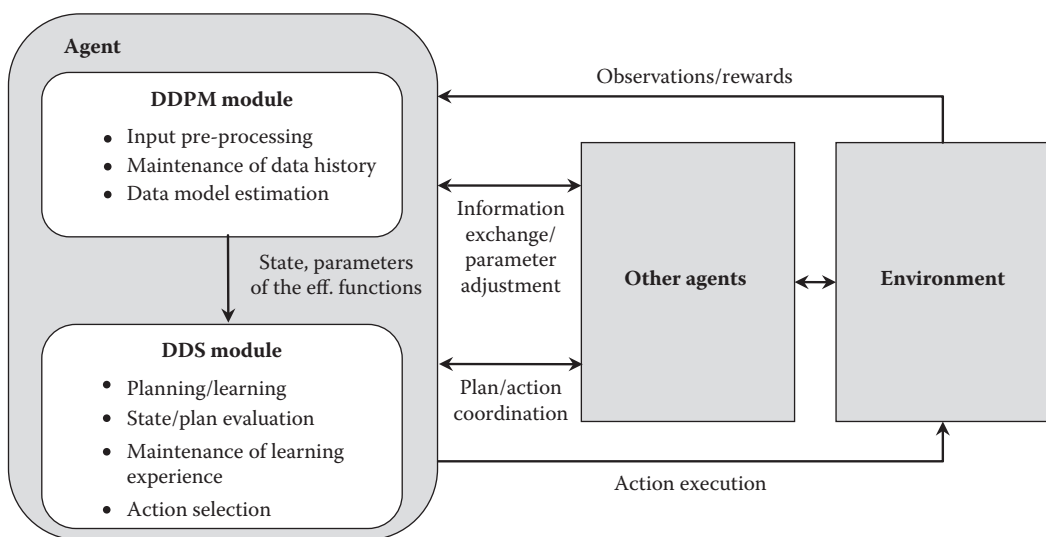 Agent
DDPM module
• Input pre-processing
• Maintenance of data history
• Data model estimation
State, parameters
of the eff. functions
DDS module
• Planning/learning
• State/plan evaluation
• Maintenance of learning
experience
• Action selection
Observations/rewards
Information
exchange/
parameter
adjustment
Plan/action
coordination
Other agents
Environment
Action execution